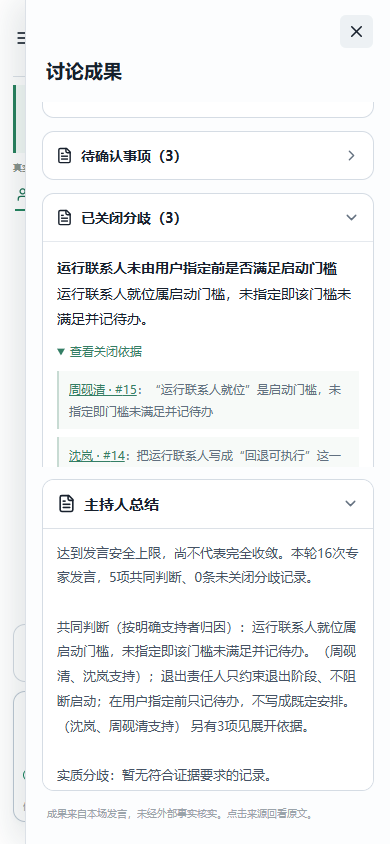 讨论成果
待确认事项（3）
已关闭分歧（3）
运行联系人未由用户指定前是否满足启动门槛
运行联系人就位属启动门槛，未指定即该门槛未
满足并记待办。
▼ 查看关闭依据
周砚清 · #15：“运行联系人就位”是启动门槛，未
指定即门槛未满足并记待办
沈岚 · #14：把运行联系人写成“回退可执行”这一
主持人总结
达到发言安全上限，尚不代表完全收敛。本轮16次专
家发言，5项共同判断、0条未关闭分歧记录。
共同判断（按明确支持者归因）：运行联系人就位属
启动门槛，未指定即该门槛未满足并记待办。（周砚
清、沈岚支持）；退出责任人只约束退出阶段、不阻
断启动；在用户指定前只记待办，不写成既定安排。
（沈岚、周砚清支持） 另有3项见展开依据。
实质分歧：暂无符合证据要求的记录。
成果来自本场发言，未经外部事实核实。点击来源回看原文。